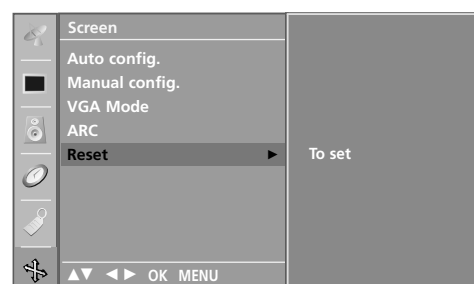 Screen
Auto config.
Manual config.
VGA Mode
ARC
Reset ► To set
▲▼ ◄► OK MENU